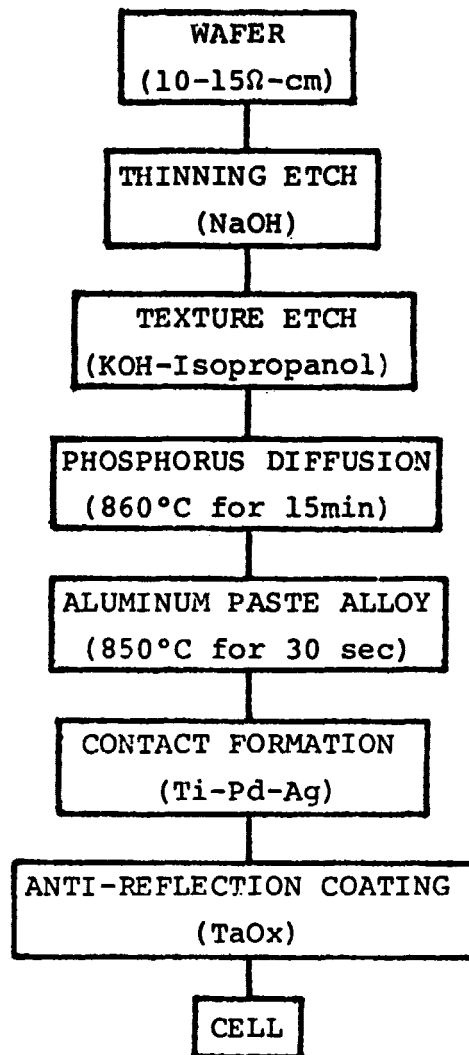 WAFER
(10-15Ω-cm)
THINNING ETCH
(NaOH)
TEXTURE ETCH
(KOH-Isopropanol)
PHOSPHORUS DIFFUSION
(860°C for 15min)
ALUMINUM PASTE ALLOY
(850°C for 30 sec)
CONTACT FORMATION
(Ti-Pd-Ag)
ANTI-REFLECTION COATING
(TaOx)
CELL